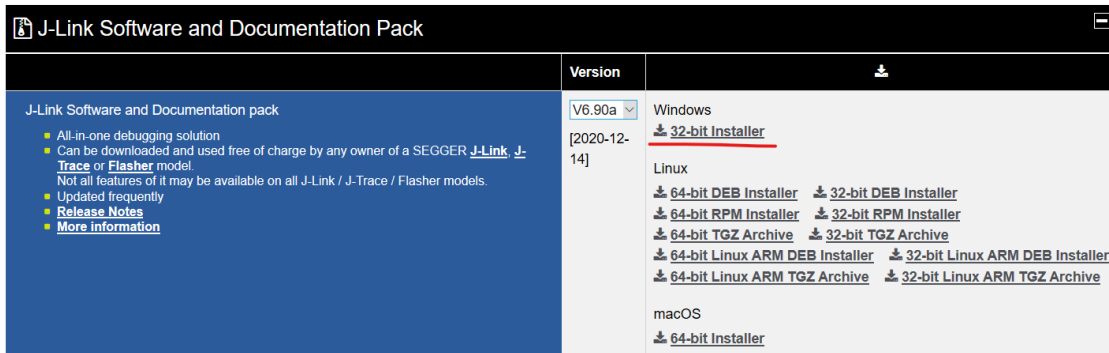 J-Link Software and Documentation Pack
Version
J-Link Software and Documentation pack
All-in-one debugging solution
Can be downloaded and used free of charge by any owner of a SEGGER J-Link, J-
Trace or Flasher model.
Not all features of it may be available on all J-Link / J-Trace / Flasher models.
Updated frequently
Release Notes
More information
V6.90a
[2020-12-
14]
Windows
32-bit Installer
Linux
64-bit DEB Installer 32-bit DEB Installer
64-bit RPM Installer 32-bit RPM Installer
64-bit TGZ Archive 32-bit TGZ Archive
64-bit Linux ARM DEB Installer 32-bit Linux ARM DEB Installer
64-bit Linux ARM TGZ Archive 32-bit Linux ARM TGZ Archive
macOS
64-bit Installer